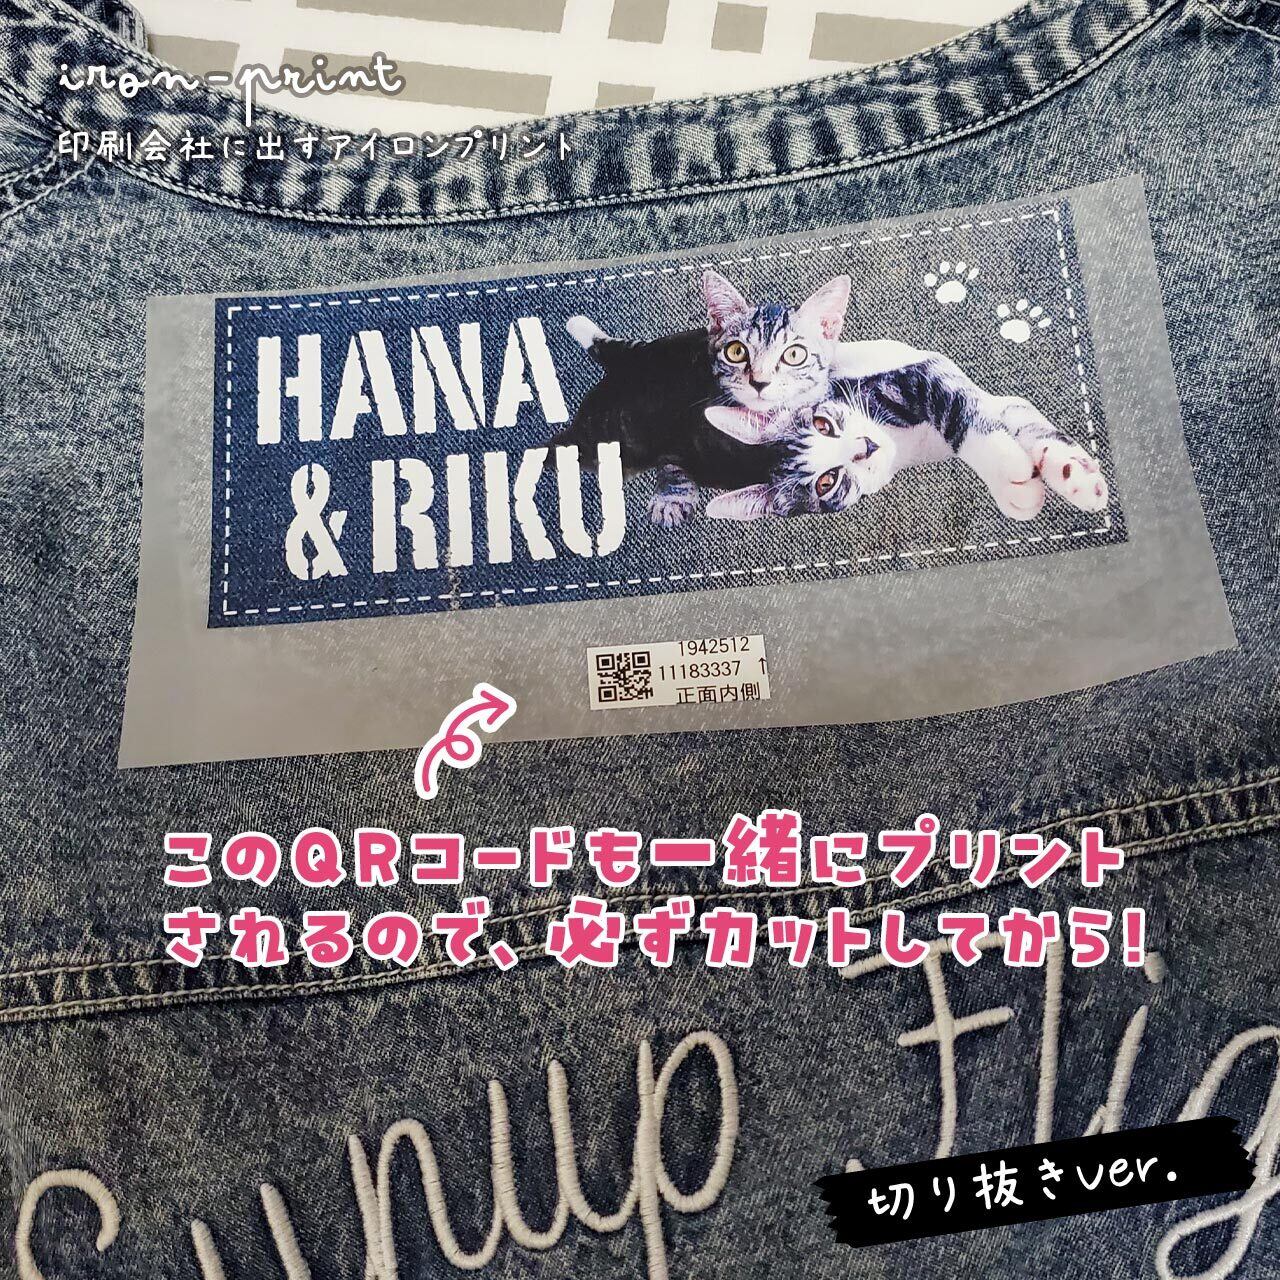 iron-print
印刷会社に出すアイロンプリント
HANA
& RIKU
1942512
11183337 ↑
正面内側
このQRコードも一緒にプリント
されるので、必ずカットしてから!
Sunup Flig
切り抜きver.